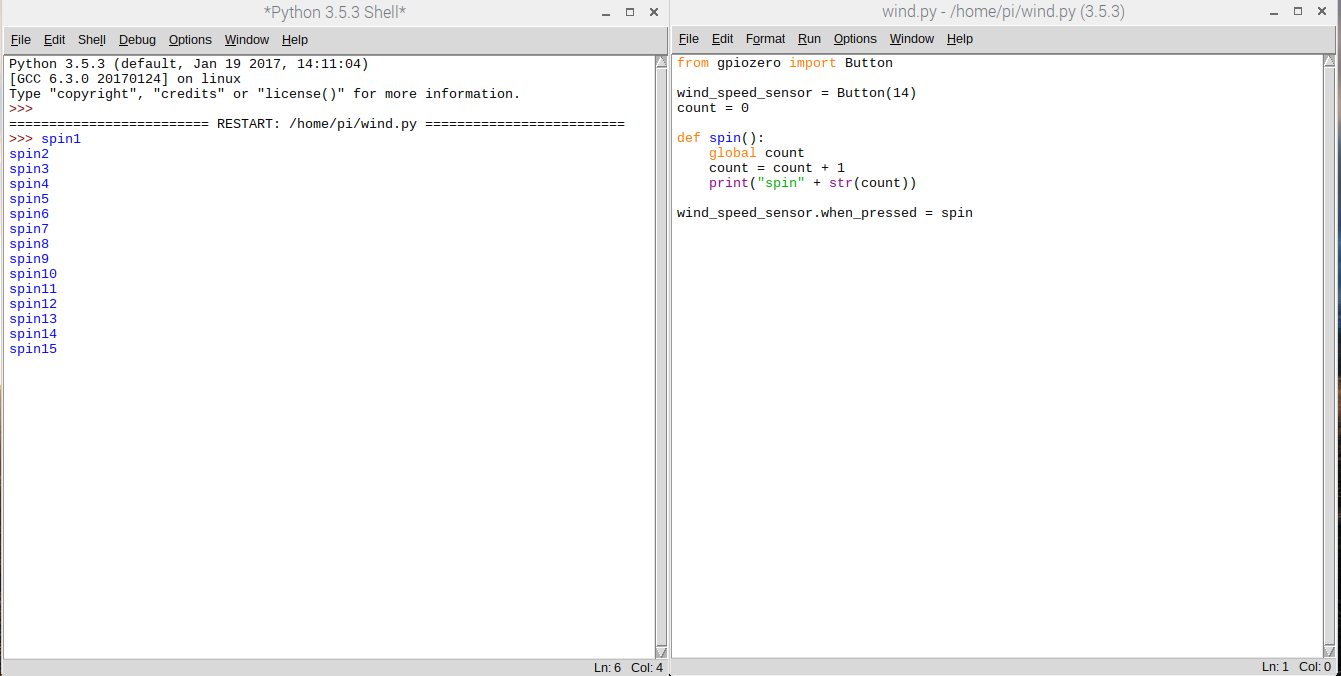 *Python 3.5.3 Shell*
File Edit Shell Debug Options Window Help
Python 3.5.3 (default, Jan 19 2017, 14:11:04)
[GCC 6.3.0 20170124] on linux
Type "copyright", "credits" or "license()" for more information.
>>>
========================= RESTART: /home/pi/wind.py =========================
>>> spin1
spin2
spin3
spin4
spin5
spin6
spin7
spin8
spin9
spin10
spin11
spin12
spin13
spin14
spin15
Ln: 6 Col: 4
wind.py - /home/pi/wind.py (3.5.3)
File Edit Format Run Options Window Help
from gpiozero import Button
wind_speed_sensor = Button(14)
count = 0
def spin():
    global count
    count = count + 1
    print("spin" + str(count))
wind_speed_sensor.when_pressed = spin
Ln: 1 Col: 0